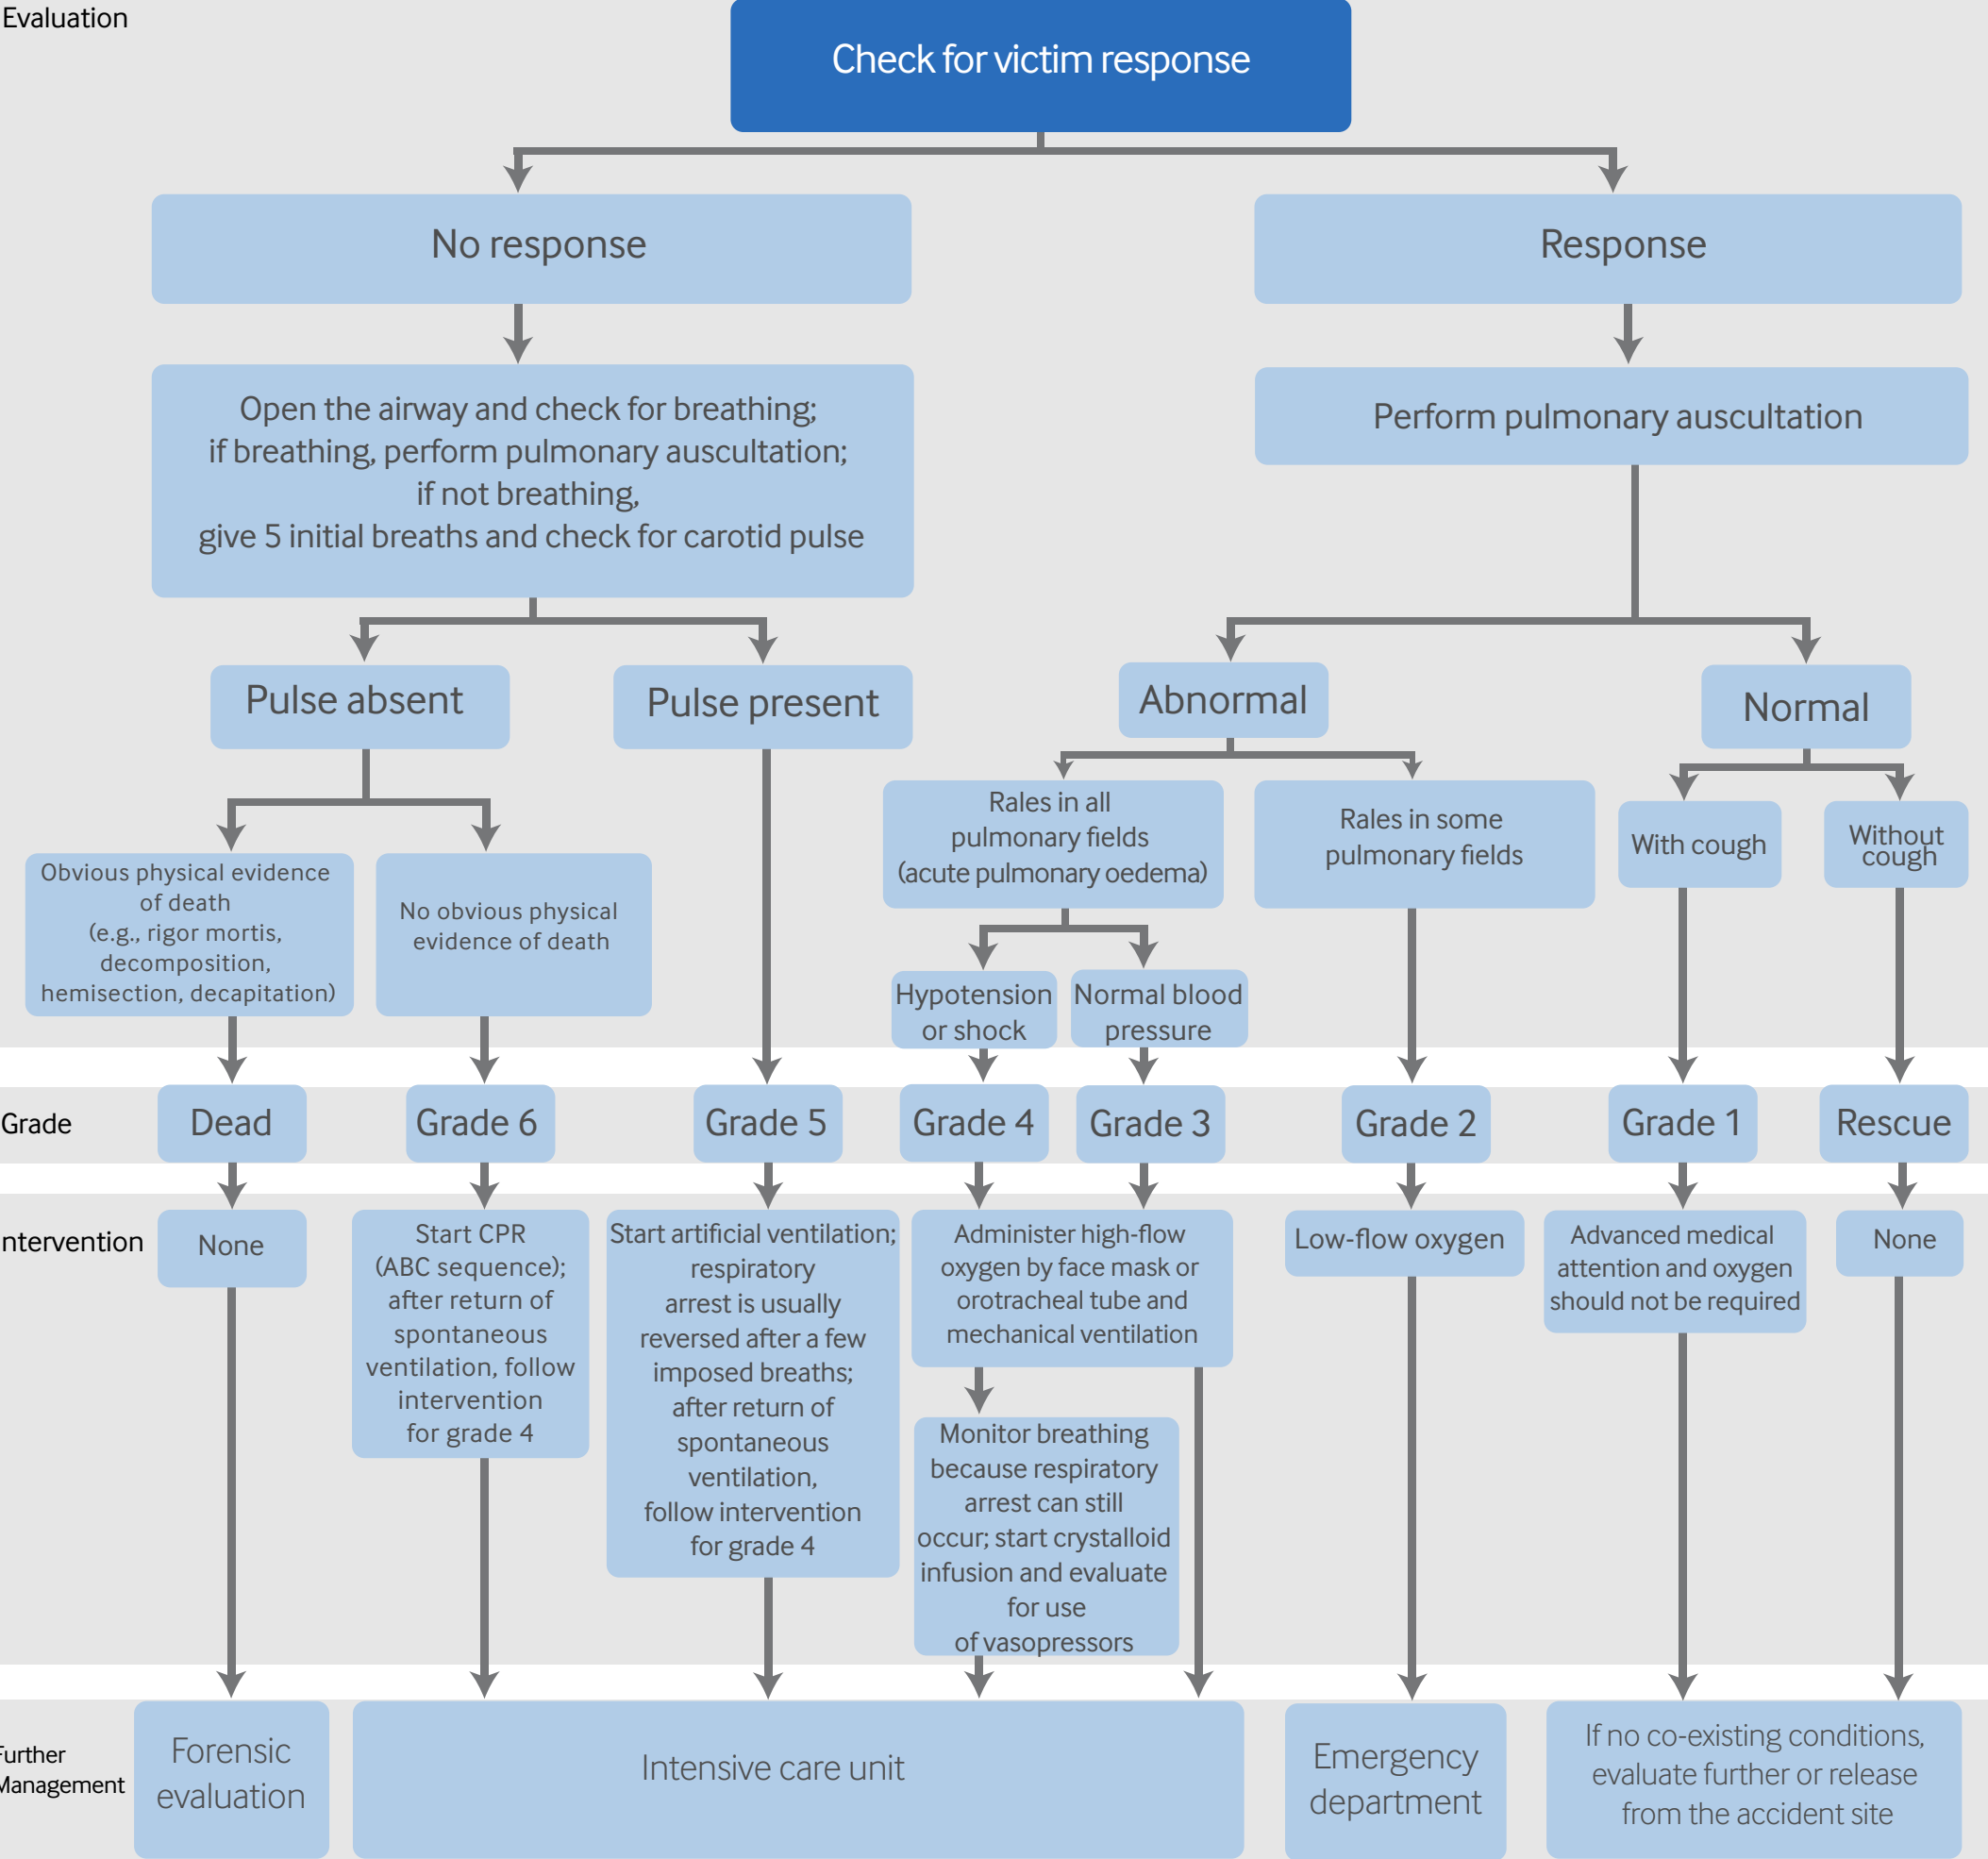 Evaluation
Check for victim response
No response
Response
Open the airway and check for breathing;
if breathing, perform pulmonary auscultation;
if not breathing,
give 5 initial breaths and check for carotid pulse
Perform pulmonary auscultation
Pulse absent
Pulse present
Abnormal
Normal
Obvious physical evidence
of death
(e.g., rigor mortis,
decomposition,
hemisection, decapitation)
No obvious physical
evidence of death
Rales in all
pulmonary fields
(acute pulmonary oedema)
Rales in some
pulmonary fields
With cough
Without
cough
Hypotension
or shock
Normal blood
pressure
Grade
Dead
Grade 6
Grade 5
Grade 4
Grade 3
Grade 2
Grade 1
Rescue
ntervention
None
Start CPR
(ABC sequence);
after return of
spontaneous
ventilation, follow
intervention
for grade 4
Start artificial ventilation;
respiratory
arrest is usually
reversed after a few
imposed breaths;
after return of
spontaneous
ventilation,
follow intervention
for grade 4
Administer high-flow
oxygen by face mask or
orotracheal tube and
mechanical ventilation
Monitor breathing
because respiratory
arrest can still
occur; start crystalloid
infusion and evaluate
for use
of vasopressors
Low-flow oxygen
Advanced medical
attention and oxygen
should not be required
None
Further
Management
Forensic
evaluation
Intensive care unit
Emergency
department
If no co-existing conditions,
evaluate further or release
from the accident site